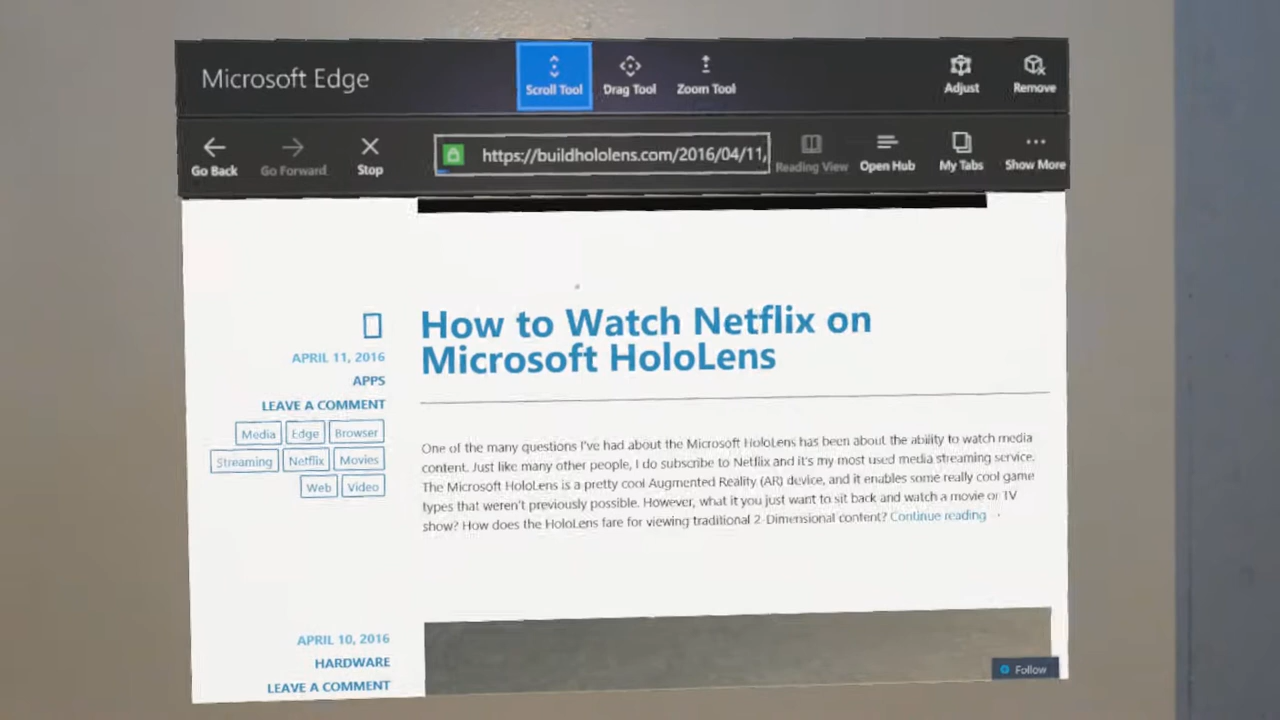 Microsoft Edge
Scroll Tool
Drag Tool
Zoom Tool
Adjust
Remove
Go Back
Go Forward
Stop
https://buildhololens.com/2016/04/11,
Reading View
Open Hub
My Tabs
Show More
How to Watch Netflix on
Microsoft HoloLens
APRIL 11, 2016
APPS
LEAVE A COMMENT
Media Edge Browser
Streaming Netflix Movies
Web Video
One of the many questions I've had about the Microsoft HoloLens has been about the ability to watch media
content. Just like many other people, I do subscribe to Netflix and it's my most used media streaming service.
The Microsoft HoloLens is a pretty cool Augmented Reality (AR) device, and it enables some really cool game
types that weren't previously possible. However, what it you just want to sit back and watch a movie or TV
show? How does the HoloLens fare for viewing traditional 2-Dimensional content? Continue reading
APRIL 10, 2016
HARDWARE
LEAVE A COMMENT
Follow